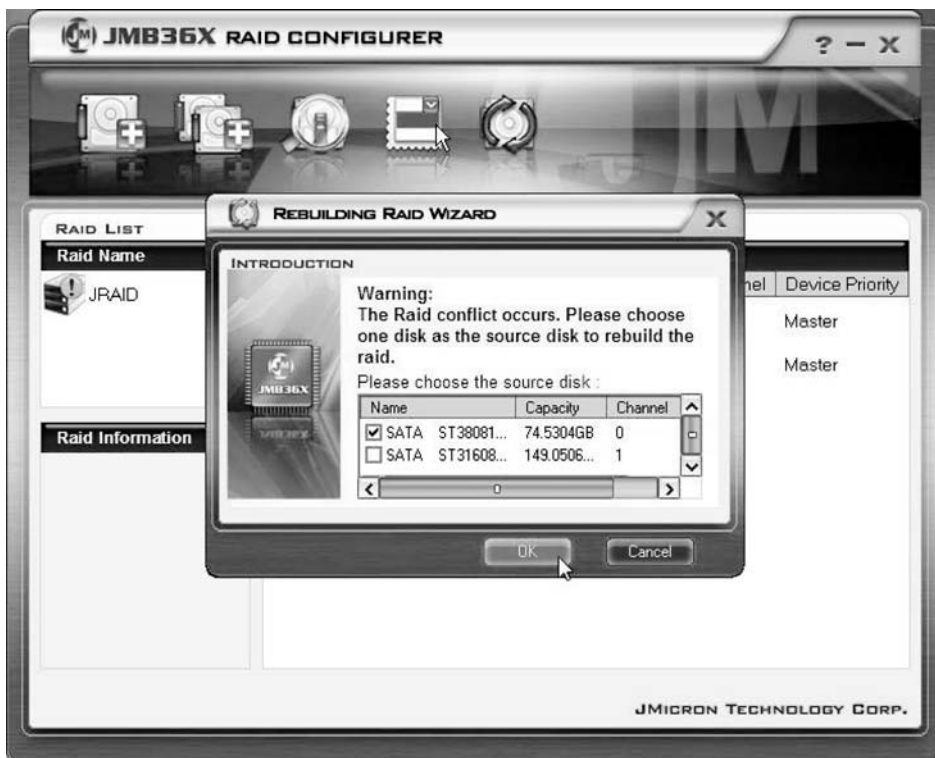 JMB36X RAID CONFIGURER
? – X
JM
RAID LIST
Raid Name
JRAID
REBUILDING RAID WIZARD
X
INTRODUCTION
JM
JMB36X
Warning:
The Raid conflict occurs. Please choose
one disk as the source disk to rebuild the
raid.
Please choose the source disk :
Name Capacity Channel
SATA ST38081... 74.5304GB 0
SATA ST31608... 149.0506... 1
OK Cancel
nel Device Priority
Master
Master
Raid Information
JMICRON TECHNOLOGY CORP.